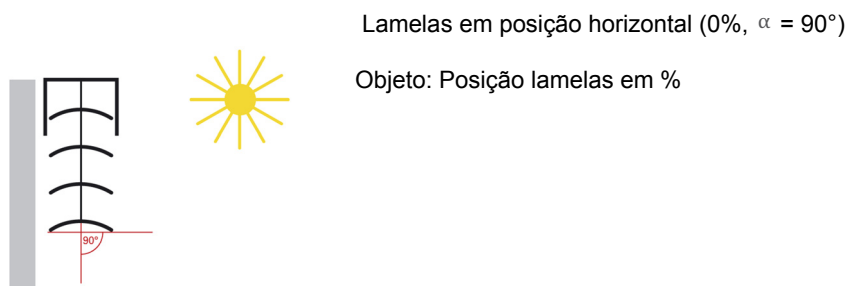 Lamelas em posição horizontal (0%, α = 90°)
Objeto: Posição lamelas em %
90°